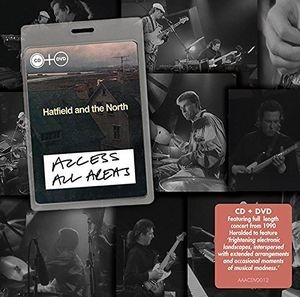 CD + DVD
Hatfield and the North
ACCESS
ALL AREAS
CD + DVD
Featuring full length
concert from 1990
Heralded to feature
'frightening electronic
landscapes, interspersed
with extended arrangements
and occasional moments
of musical madness.'
AAACDVD012